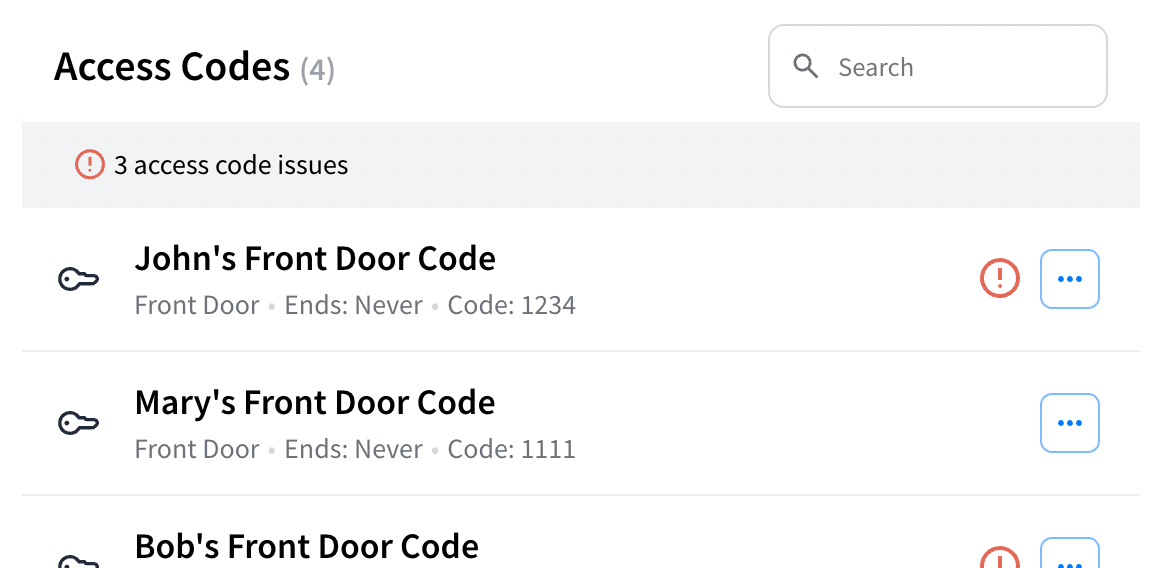 Access Codes (4)
Search
3 access code issues
John's Front Door Code
Front Door • Ends: Never • Code: 1234
Mary's Front Door Code
Front Door • Ends: Never • Code: 1111
Bob's Front Door Code